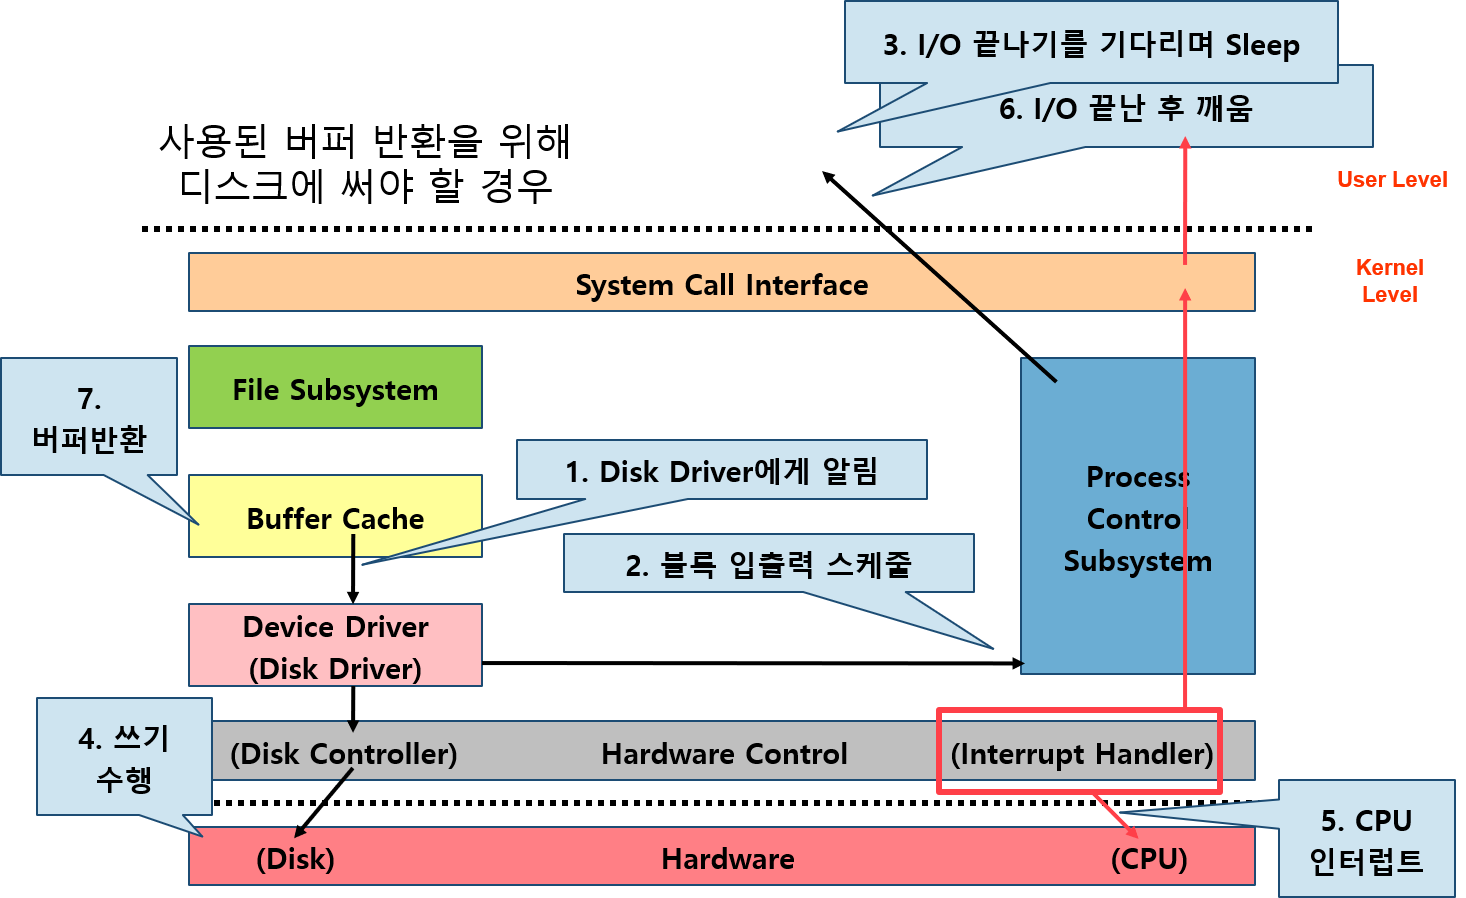 3. I/O 끝나기를 기다리며 Sleep
6. I/O 끝난 후 깨움
사용된 버퍼 반환을 위해
디스크에 써야 할 경우
User Level
System Call Interface
Kernel
Level
File Subsystem
7.
버퍼반환
1. Disk Driver에게 알림
Buffer Cache
Process
Control
Subsystem
2. 블록 입출력 스케줄
Device Driver
(Disk Driver)
4. 쓰기
수행
(Disk Controller)
Hardware Control
(Interrupt Handler)
5. CPU
인터럽트
(Disk)
Hardware
(CPU)